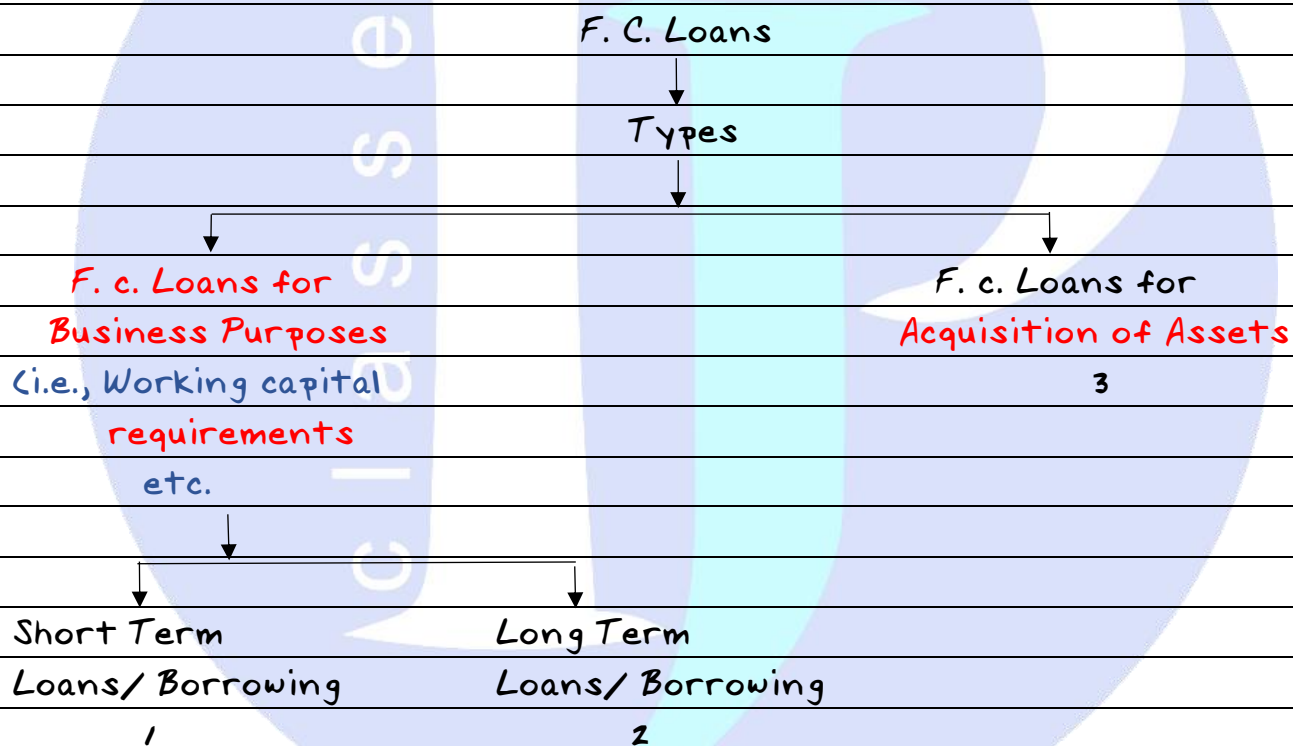 F. C. Loans
Types
F. c. Loans for
Business Purposes
(i.e., Working capital
requirements
etc.
F. c. Loans for
Acquisition of Assets
3
Short Term
Loans/ Borrowing
1
Long Term
Loans/ Borrowing
2
classe